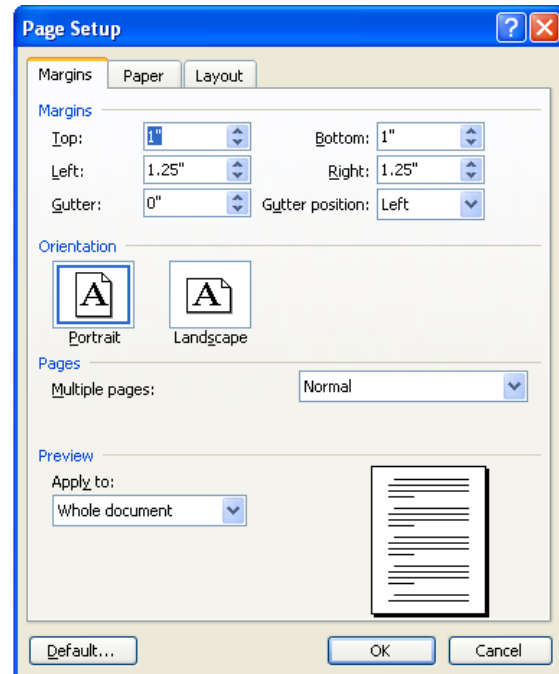 Page Setup
Margins Paper Layout
Margins
Top: 1" Bottom: 1"
Left: 1.25" Right: 1.25"
Gutter: 0" Gutter position: Left
Orientation
A A
Portrait Landscape
Pages
Multiple pages: Normal
Preview
Apply to:
Whole document
Default... OK Cancel